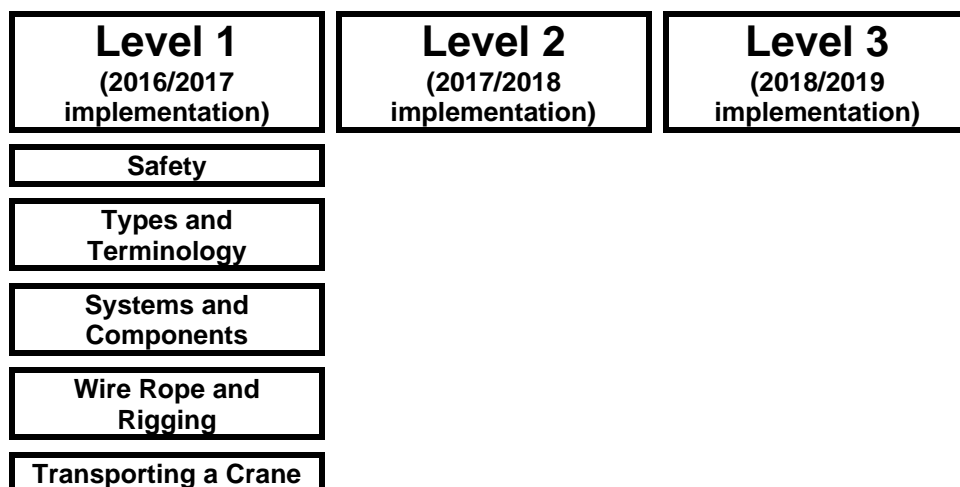 Level 1
(2016/2017
implementation)
Level 2
(2017/2018
implementation)
Level 3
(2018/2019
implementation)
Safety
Types and
Terminology
Systems and
Components
Wire Rope and
Rigging
Transporting a Crane